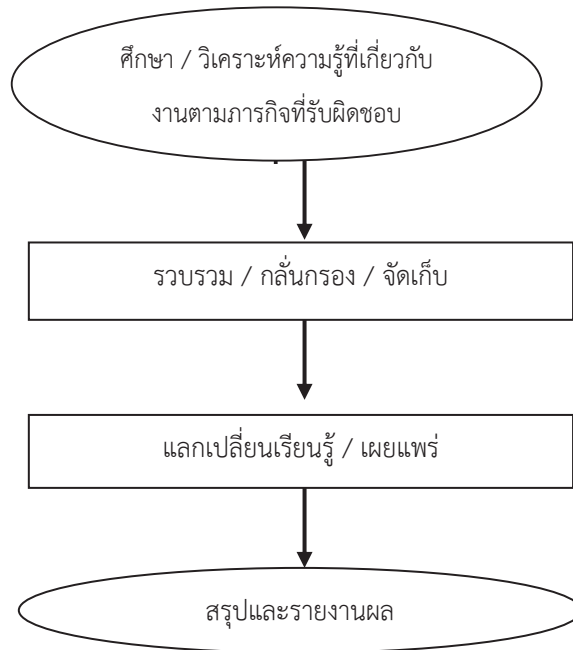 ศึกษา / วิเคราะห์ความรู้ที่เกี่ยวกับ
งานตามภารกิจที่รับผิดชอบ
รวบรวม / กลั่นกรอง / จัดเก็บ
แลกเปลี่ยนเรียนรู้ / เผยแพร่
สรุปและรายงานผล